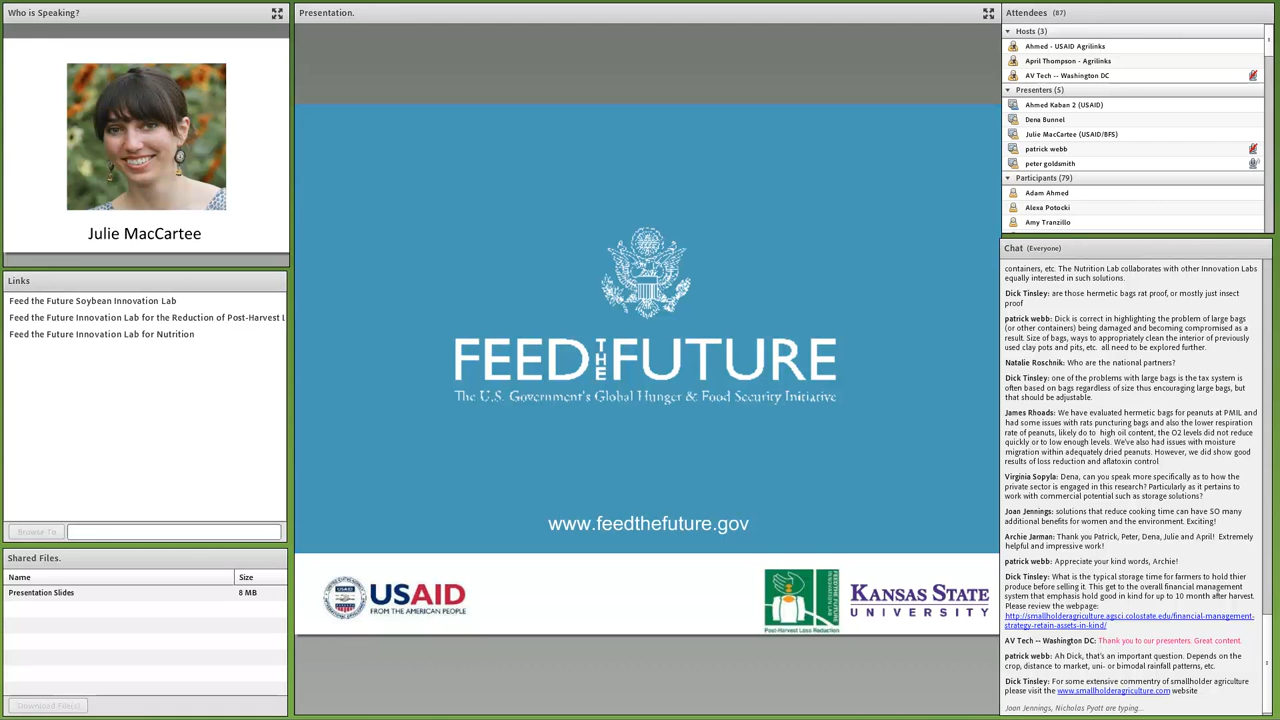 Who is Speaking?
Julie MacCartee
Links
Feed the Future Soybean Innovation Lab
Feed the Future Innovation Lab for the Reduction of Post-Harvest L
Feed the Future Innovation Lab for Nutrition
Browse To
Shared Files.
Name Size
Presentation Slides 8 MB
Download File(s)
Presentation.
FEED THE FUTURE
The U.S. Government's Global Hunger & Food Security Initiative
www.feedthefuture.gov
USAID
FROM THE AMERICAN PEOPLE
FEED THE FUTURE
Post-Harvest Loss Reduction
KANSAS STATE
UNIVERSITY
Attendees (87)
Hosts (3)
Ahmed - USAID Agrilinks
April Thompson - Agrilinks
AV Tech -- Washington DC
Presenters (5)
Ahmed Kaban 2 (USAID)
Dena Bunnel
Julie MacCartee (USAID/BFS)
patrick webb
peter goldsmith
Participants (79)
Adam Ahmed
Alexa Potocki
Amy Tranzillo
Chat (Everyone)
containers, etc. The Nutrition Lab collaborates with other Innovation Labs
equally interested in such solutions.
Dick Tinsley: are those hermetic bags rat proof, or mostly just insect
proof
patrick webb: Dick is correct in highlighting the problem of large bags
(or other containers) being damaged and becoming compromised as a
result. Size of bags, ways to appropriately clean the interior of previously
used clay pots and pits, etc. all need to be explored further.
Natalie Roschnik: Who are the national partners?
Dick Tinsley: one of the problems with large bags is the tax system is
often based on bags regardless of size thus encouraging large bags, but
that should be adjustable.
James Rhoads: We have evaluated hermetic bags for peanuts at PMIL and
had some issues with rats puncturing bags and also the lower respiration
rate of peanuts, likely do to high oil content, the O2 levels did not reduce
quickly or to low enough levels. We've also had issues with moisture
migration within adequately dried peanuts. However, we did show good
results of loss reduction and aflatoxin control
Virginia Sopyla: Dena, can you speak more specifically as to how the
private sector is engaged in this research? Particularly as it pertains to
work with commercial potential such as storage solutions?
Joan Jennings: solutions that reduce cooking time can have SO many
additional benefits for women and the environment. Exciting!
Archie Jarman: Thank you Patrick, Peter, Dena, Julie and April! Extremely
helpful and impressive work!
patrick webb: Appreciate your kind words, Archie!
Dick Tinsley: What is the typical storage time for farmers to hold thier
produce before selling it. This get to the overall financial management
system that emphasis hold good in kind for up to 10 month after harvest.
Please review the webpage:
http://smallholderagriculture.agsci.colostate.edu/financial-management-
strategy-retain-assets-in-kind/
AV Tech -- Washington DC: Thank you to our presenters. Great content.
patrick webb: Ah Dick, that's an important question. Depends on the
crop, distance to market, uni- or bimodal rainfall patterns, etc.
Dick Tinsley: For some extensive commentry of smallholder agriculture
please visit the www.smallholderagriculture.com website
Joan Jennings, Nicholas Pyatt are typing...